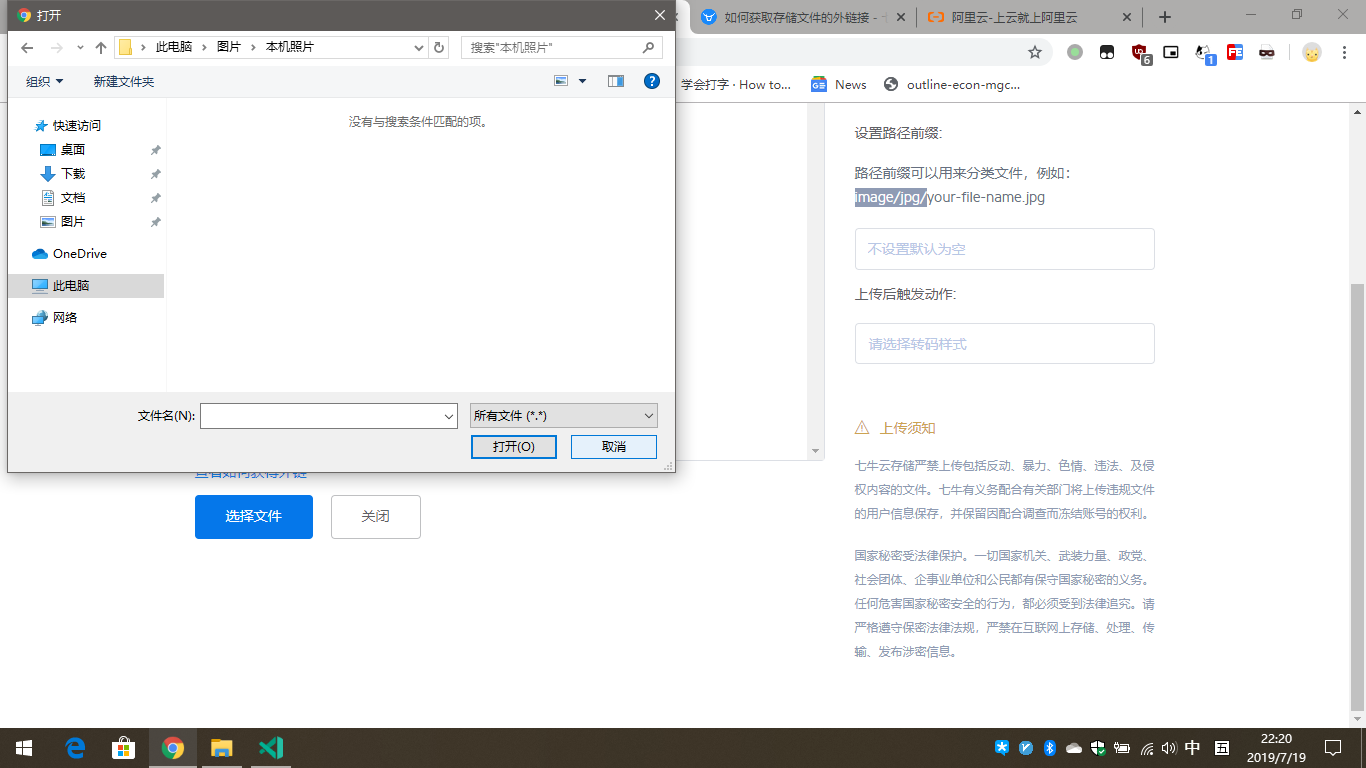 打开
如何获取存储文件的外链接 -
阿里云-上云就上阿里云
此电脑 › 图片 › 本机照片
搜索"本机照片"
6
1
组织
新建文件夹
学会打字 · How to...
News
outline-econ-mgc...
没有与搜索条件匹配的项。
快速访问
桌面
下载
文档
图片
OneDrive
此电脑
网络
文件名(N):
所有文件 (*.*)
打开(O)
取消
查看如何获得外链
选择文件
关闭
设置路径前缀:
路径前缀可以用来分类文件，例如：
image/jpg/your-file-name.jpg
不设置默认为空
上传后触发动作:
请选择转码样式
上传须知
七牛云存储严禁上传包括反动、暴力、色情、违法、及侵
权内容的文件。七牛有义务配合有关部门将上传违规文件
的用户信息保存，并保留因配合调查而冻结账号的权利。
国家秘密受法律保护。一切国家机关、武装力量、政党、
社会团体、企事业单位和公民都有保守国家秘密的义务。
任何危害国家秘密安全的行为，都必须受到法律追究。请
严格遵守保密法律法规，严禁在互联网上存储、处理、传
输、发布涉密信息。
中
五
22:20
2019/7/19